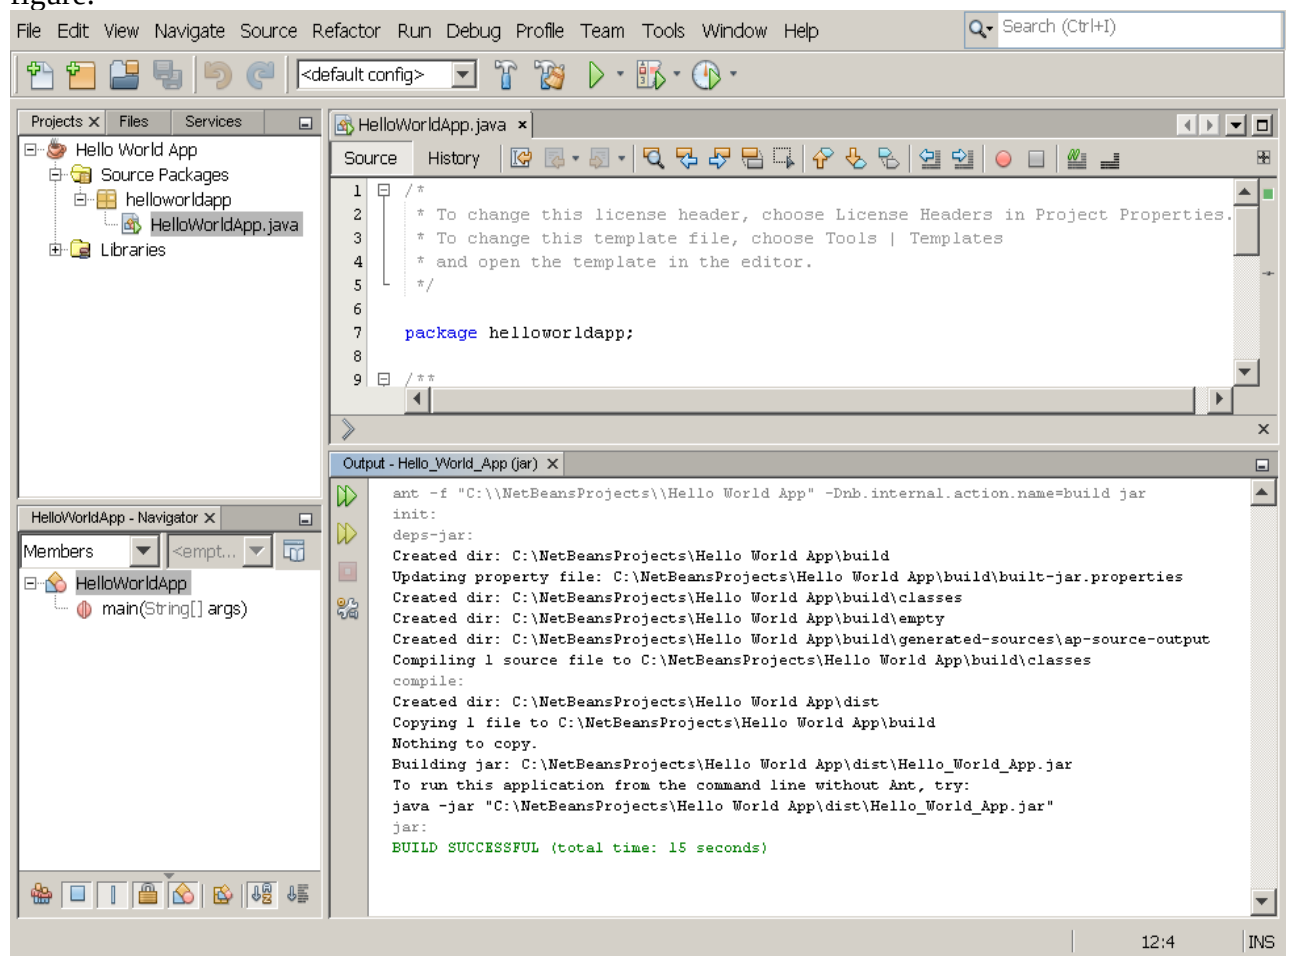 figure.
File Edit View Navigate Source Refactor Run Debug Profile Team Tools Window Help
Search (Ctrl+I)
<default config>
Projects Files Services
Hello World App
Source Packages
helloworldapp
HelloWorldApp.java
Libraries
HelloWorldApp.java
Source History
1 /*
2 * To change this license header, choose License Headers in Project Properties.
3 * To change this template file, choose Tools | Templates
4 * and open the template in the editor.
5 */
6
7 package helloworldapp;
8
9 /**
HelloWorldApp - Navigator
Members
<empt...
HelloWorldApp
main(String[] args)
Output - Hello_World_App (jar)
ant -f "C:\\NetBeansProjects\\Hello World App" -Dnb.internal.action.name=build jar
init:
deps-jar:
Created dir: C:\NetBeansProjects\Hello World App\build
Updating property file: C:\NetBeansProjects\Hello World App\build\built-jar.properties
Created dir: C:\NetBeansProjects\Hello World App\build\classes
Created dir: C:\NetBeansProjects\Hello World App\build\empty
Created dir: C:\NetBeansProjects\Hello World App\build\generated-sources\ap-source-output
Compiling 1 source file to C:\NetBeansProjects\Hello World App\build\classes
compile:
Created dir: C:\NetBeansProjects\Hello World App\dist
Copying 1 file to C:\NetBeansProjects\Hello World App\build
Nothing to copy.
Building jar: C:\NetBeansProjects\Hello World App\dist\Hello_World_App.jar
To run this application from the command line without Ant, try:
java -jar "C:\NetBeansProjects\Hello World App\dist\Hello_World_App.jar"
jar:
BUILD SUCCESSFUL (total time: 15 seconds)
12:4 INS